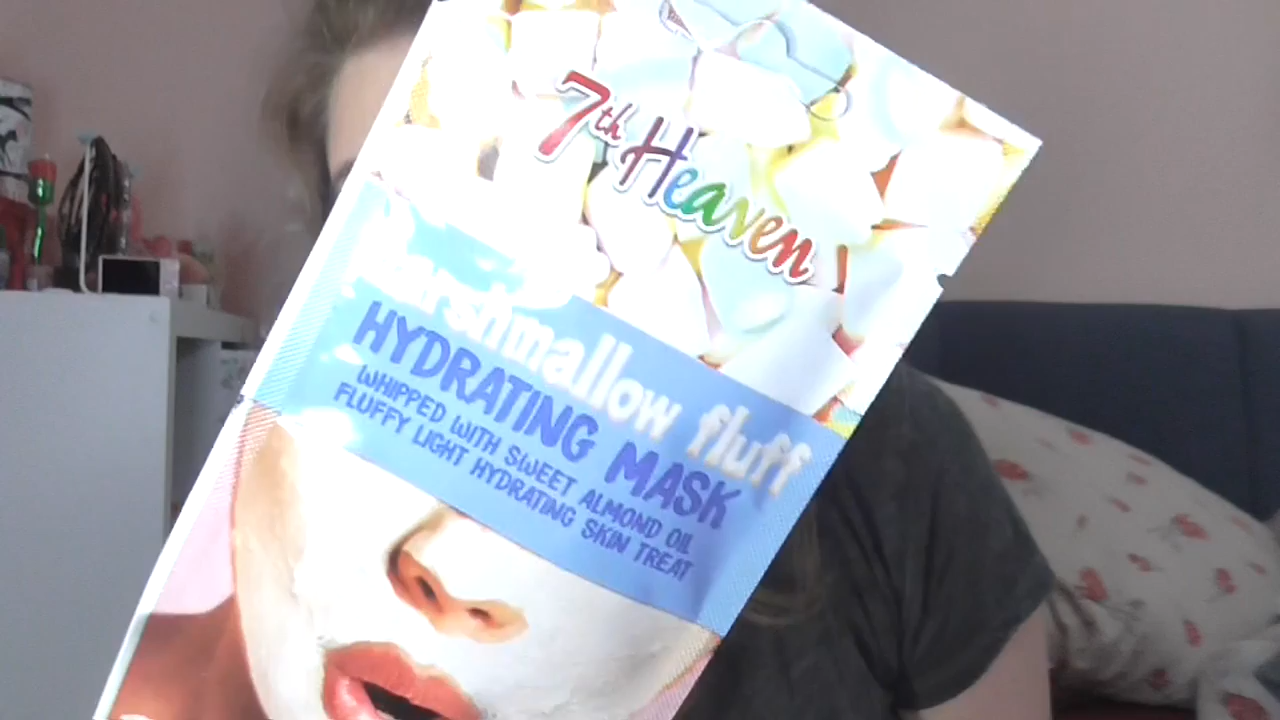 7th Heaven
Marshmallow fluff
HYDRATING MASK
WHIPPED WITH SWEET ALMOND OIL
FLUFFY LIGHT HYDRATING SKIN TREAT